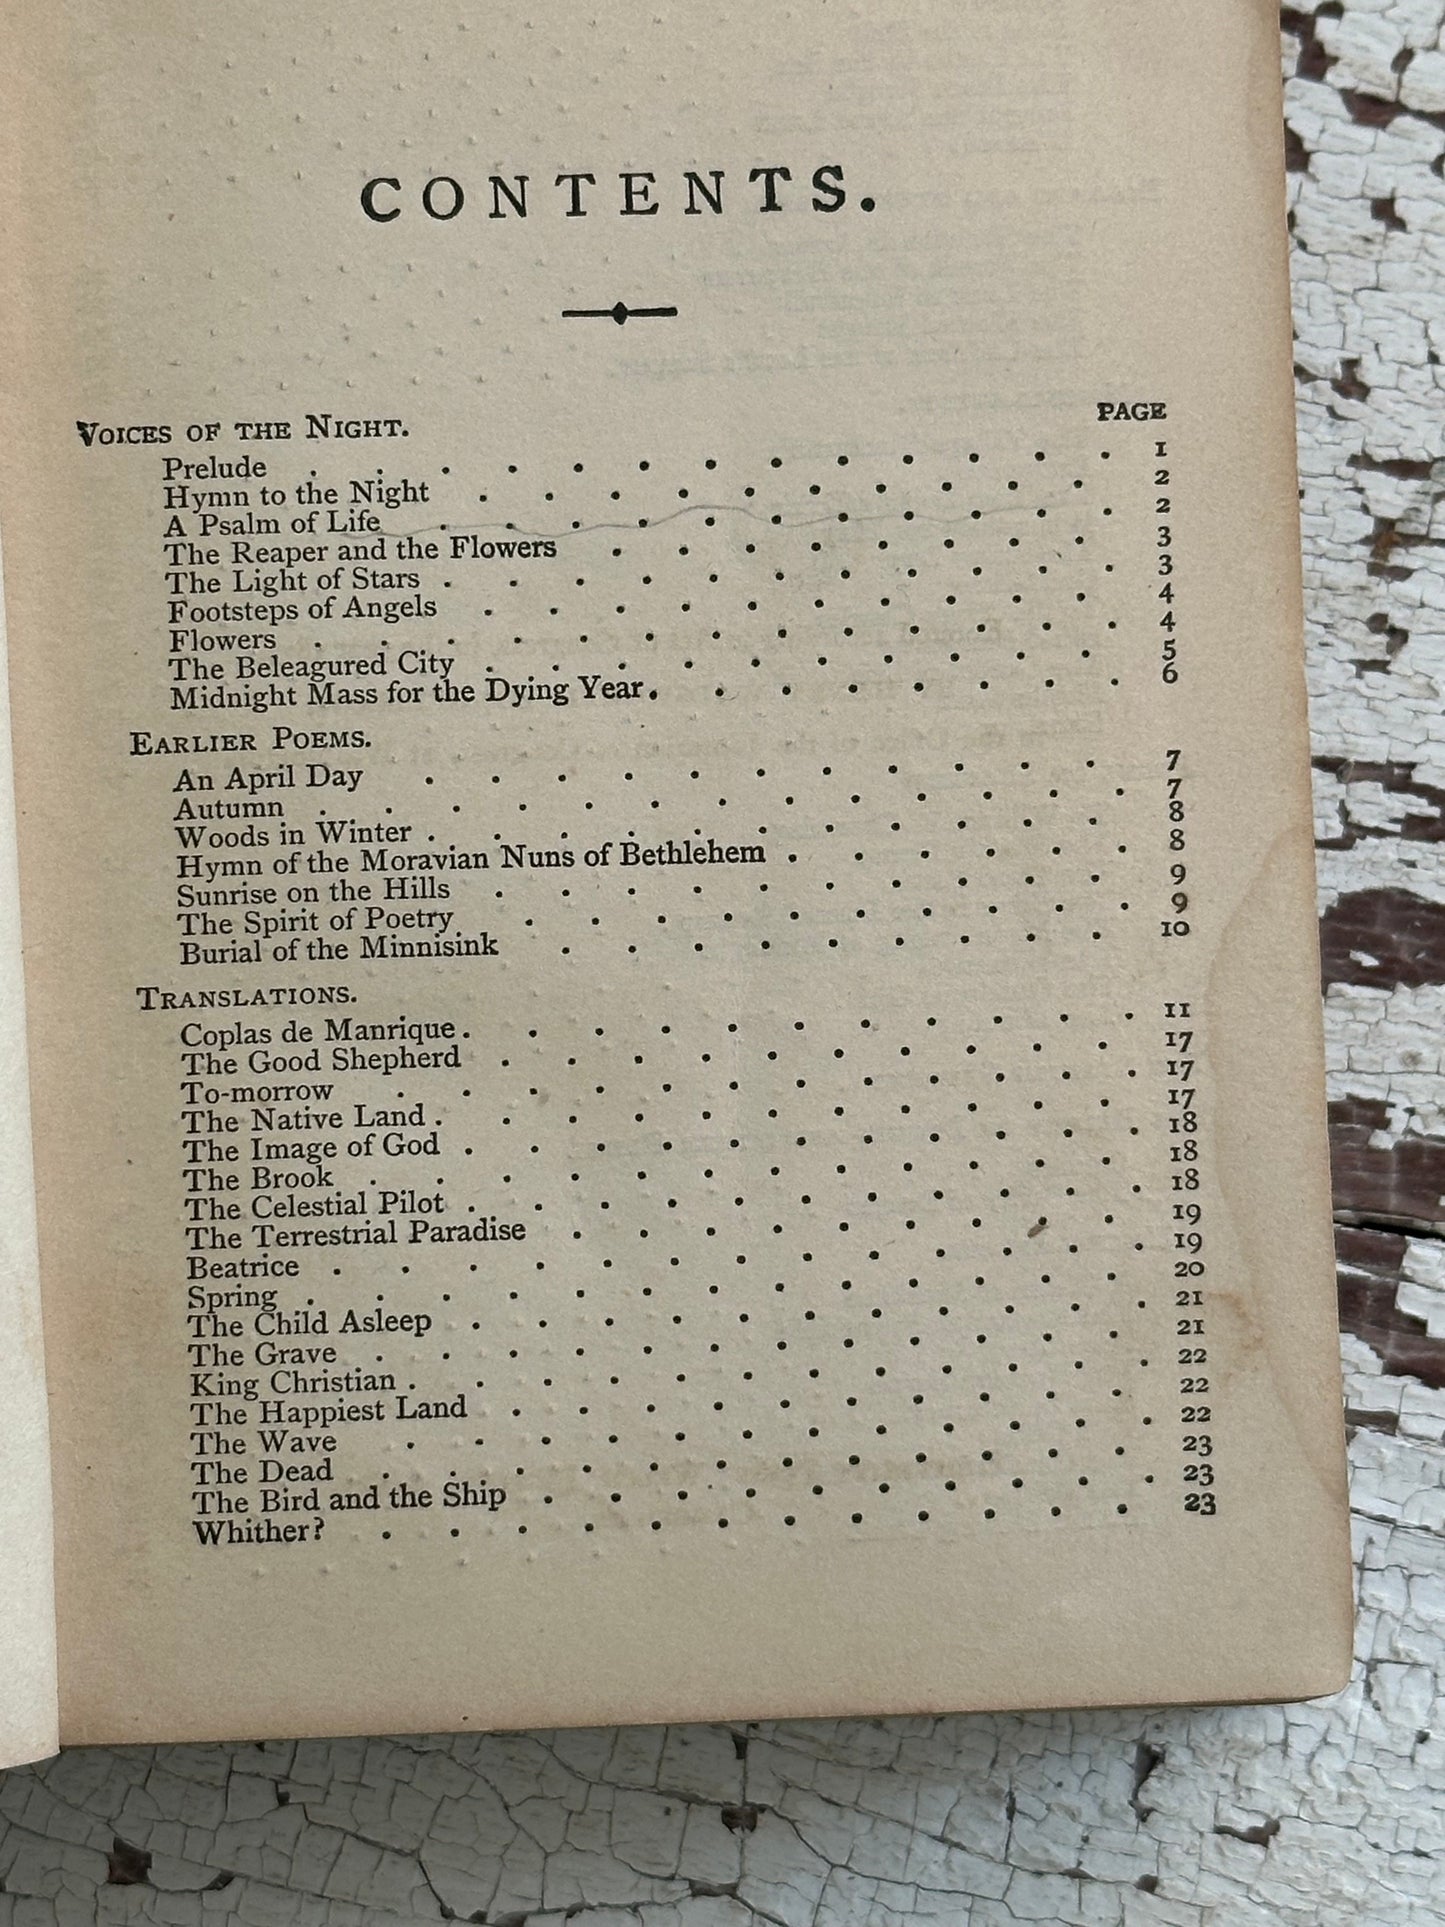 CONTENTS.
PAGE
VOICES OF THE NIGHT.
Prelude 1
Hymn to the Night 2
A Psalm of Life 2
The Reaper and the Flowers 3
The Light of Stars 3
Footsteps of Angels 4
Flowers 4
The Beleagured City 5
Midnight Mass for the Dying Year 6
EARLIER POEMS.
An April Day 7
Autumn 7
Woods in Winter 8
Hymn of the Moravian Nuns of Bethlehem 8
Sunrise on the Hills 9
The Spirit of Poetry 9
Burial of the Minnisink 10
TRANSLATIONS.
Coplas de Manrique 11
The Good Shepherd 17
To-morrow 17
The Native Land 17
The Image of God 18
The Brook 18
The Celestial Pilot 18
The Terrestrial Paradise 19
Beatrice 19
Spring 20
The Child Asleep 21
The Grave 21
King Christian 22
The Happiest Land 22
The Wave 22
The Dead 23
The Bird and the Ship 23
Whither? 23